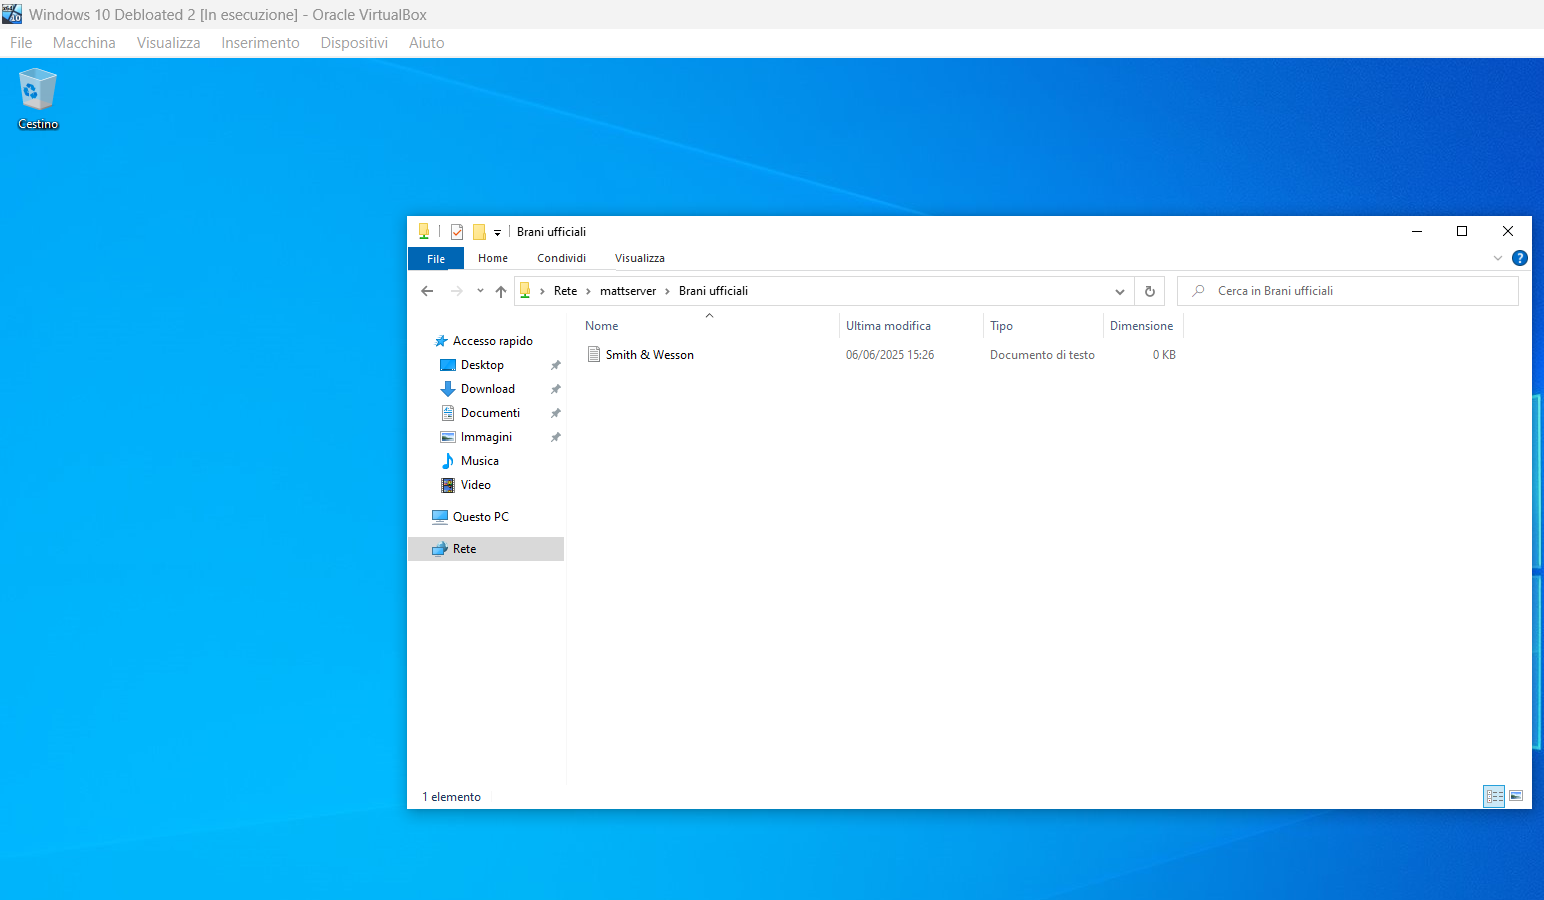 Windows 10 Debloated 2 [In esecuzione] - Oracle VirtualBox
File Macchina Visualizza Inserimento Dispositivi Aiuto
Cestino
Brani ufficiali
File Home Condividi Visualizza
Rete > mattserver > Brani ufficiali
Cerca in Brani ufficiali
Nome Ultima modifica Tipo Dimensione
Smith & Wesson 06/06/2025 15:26 Documento di testo 0 KB
Accesso rapido
Desktop
Download
Documenti
Immagini
Musica
Video
Questo PC
Rete
1 elemento